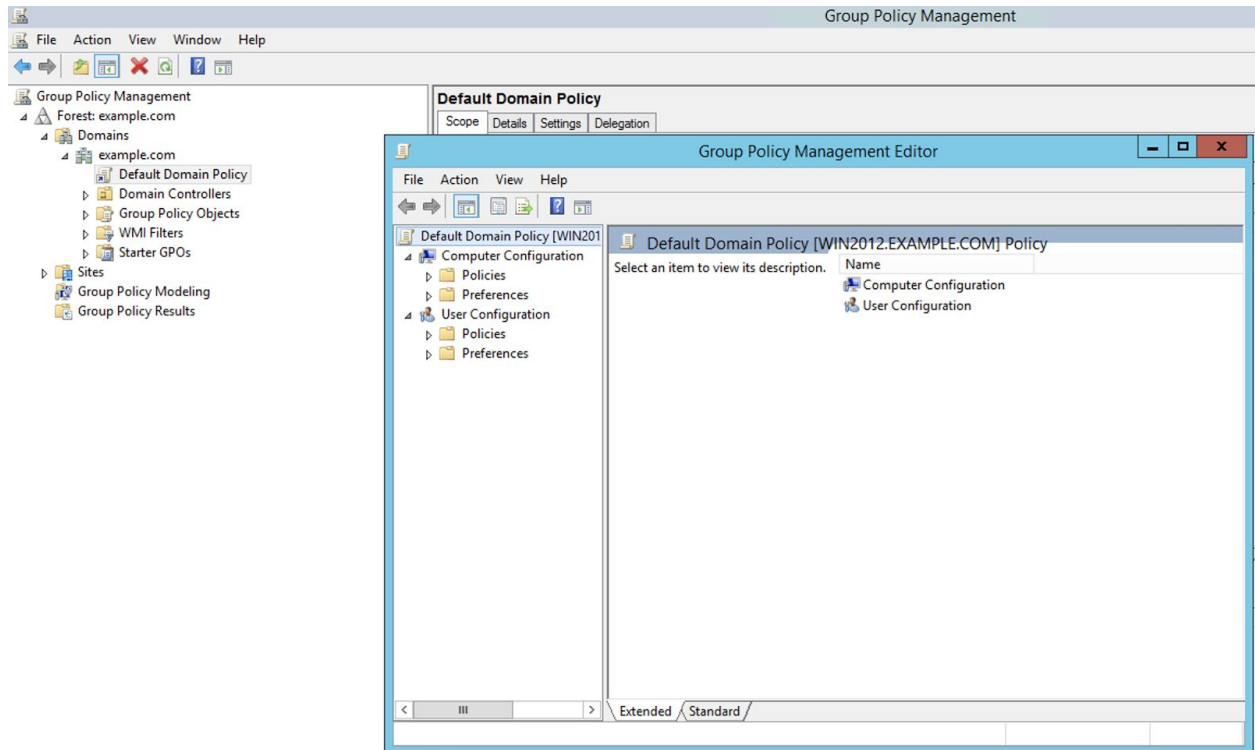 Group Policy Management
File Action View Window Help
Group Policy Management
Forest: example.com
Domains
example.com
Default Domain Policy
Domain Controllers
Group Policy Objects
WMI Filters
Starter GPOs
Sites
Group Policy Modeling
Group Policy Results
Default Domain Policy
Scope Details Settings Delegation
Group Policy Management Editor
File Action View Help
Default Domain Policy [WIN201
Computer Configuration
Policies
Preferences
User Configuration
Policies
Preferences
Default Domain Policy [WIN2012.EXAMPLE.COM] Policy
Select an item to view its description.
Name
Computer Configuration
User Configuration
Extended Standard